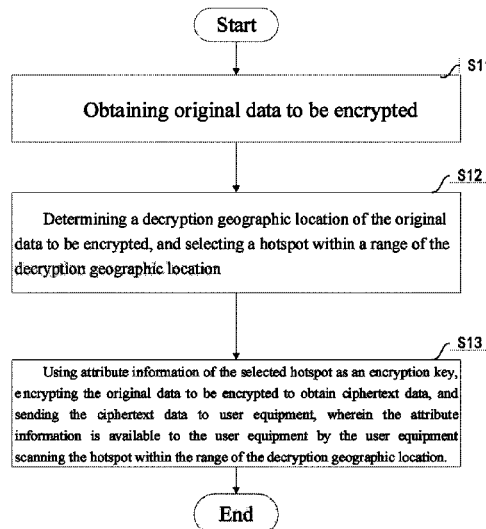 Start
S11
Obtaining original data to be encrypted
S12
Determining a decryption geographic location of the original
data to be encrypted, and selecting a hotspot within a range of the
decryption geographic location
S13
Using attribute information of the selected hotspot as an encryption key,
encrypting the original data to be encrypted to obtain ciphertext data, and
sending the ciphertext data to user equipment, wherein the attribute
information is available to the user equipment by the user equipment
scanning the hotspot within the range of the decryption geographic location.
End